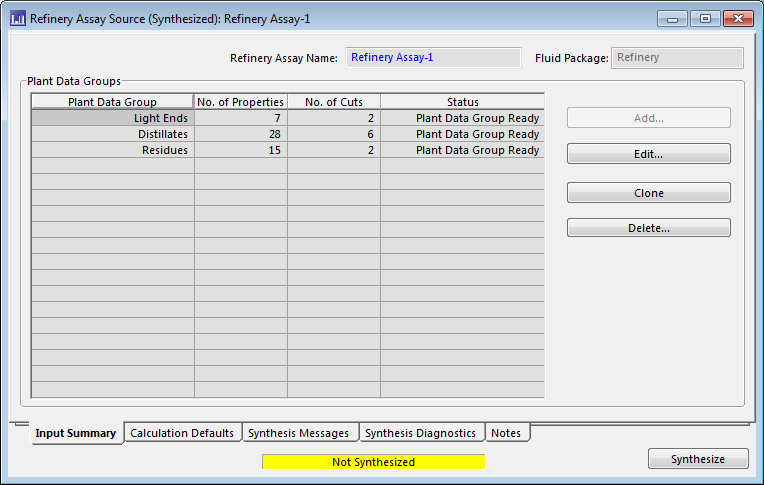 Refinery Assay Source (Synthesized): Refinery Assay-1
Refinery Assay Name: Refinery Assay-1 Fluid Package: Refinery
Plant Data Groups
Plant Data Group No. of Properties No. of Cuts Status
Light Ends 7 2 Plant Data Group Ready
Distillates 28 6 Plant Data Group Ready
Residues 15 2 Plant Data Group Ready
Add...
Edit...
Clone
Delete...
Input Summary Calculation Defaults Synthesis Messages Synthesis Diagnostics Notes
Not Synthesized
Synthesize